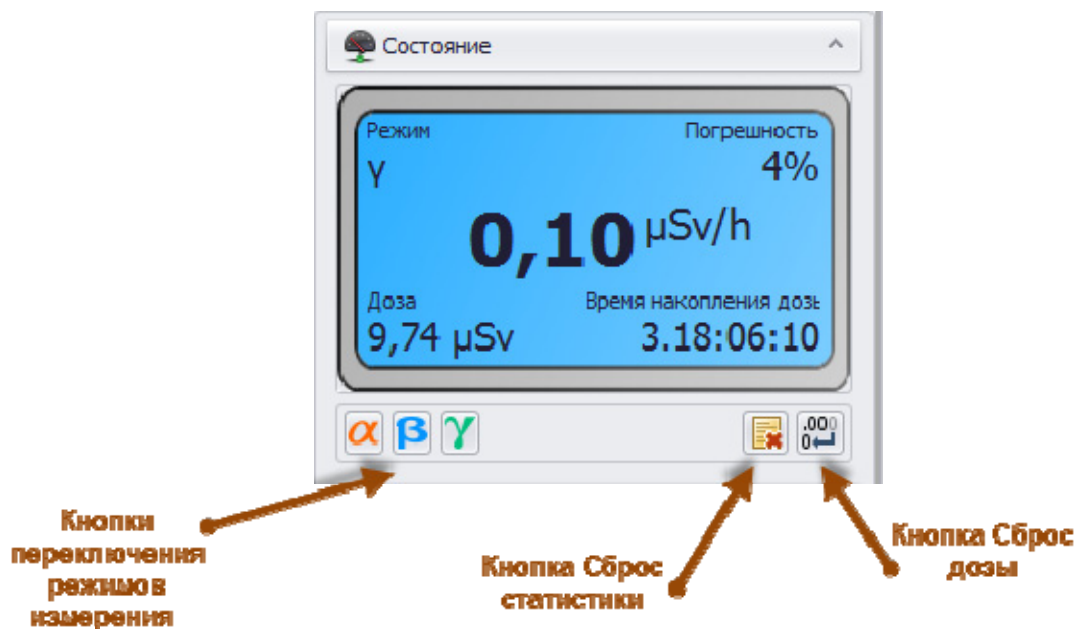 Состояние
Режим
Погрешность
γ
4%
0,10 µSv/h
Доза
Время накопления дозы
9,74 µSv
3.18:06:10
α β γ
.000
0
Кнопки
переключения
режимов
измерения
Кнопка Сброс
статистики
Кнопка Сброс
дозы